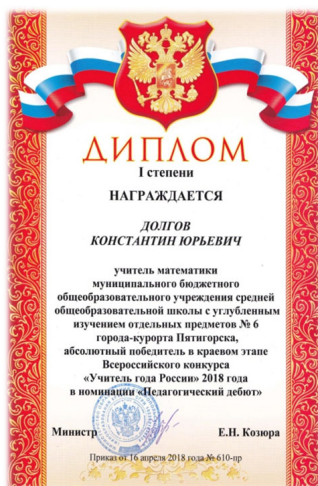 ДИПЛОМ
I степени
НАГРАЖДАЕТСЯ
ДОЛГОВ
КОНСТАНТИН ЮРЬЕВИЧ
учитель математики
муниципального бюджетного
общеобразовательного учреждения средней
общеобразовательной школы с углубленным
изучением отдельных предметов № 6
города-курорта Пятигорска,
абсолютный победитель в краевом этапе
Всероссийского конкурса
«Учитель года России» 2018 года
в номинации «Педагогический дебют»
Министр Е.Н. Козюра
Приказ от 16 апреля 2018 года № 610-пр